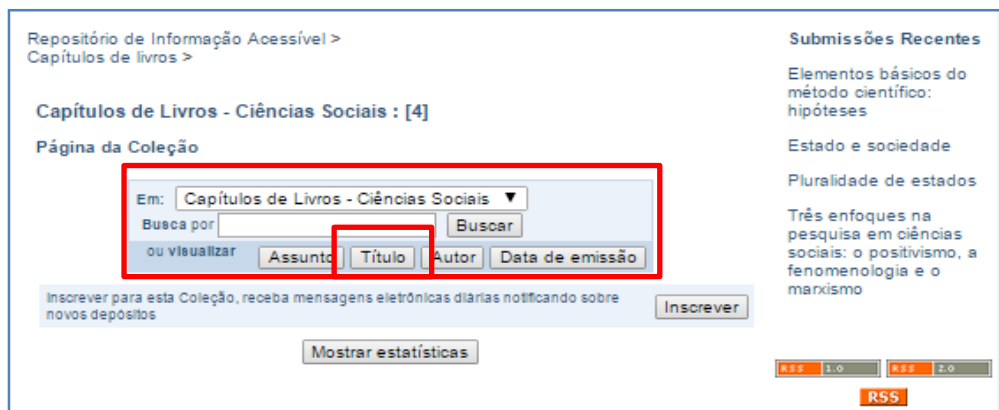 Repositório de Informação Acessível >
Capítulos de livros >
Capítulos de Livros - Ciências Sociais : [4]
Página da Coleção
Em: Capítulos de Livros - Ciências Sociais ▼
Busca por Buscar
ou visualizar Assunto Título Autor Data de emissão
Inscrever para esta Coleção, receba mensagens eletrônicas diárias notificando sobre
novos depósitos
Inscrever
Mostrar estatísticas
Submissões Recentes
Elementos básicos do
método científico:
hipóteses
Estado e sociedade
Pluralidade de estados
Três enfoques na
pesquisa em ciências
sociais: o positivismo, a
fenomenologia e o
marxismo
RSS 1.0 RSS 2.0
RSS